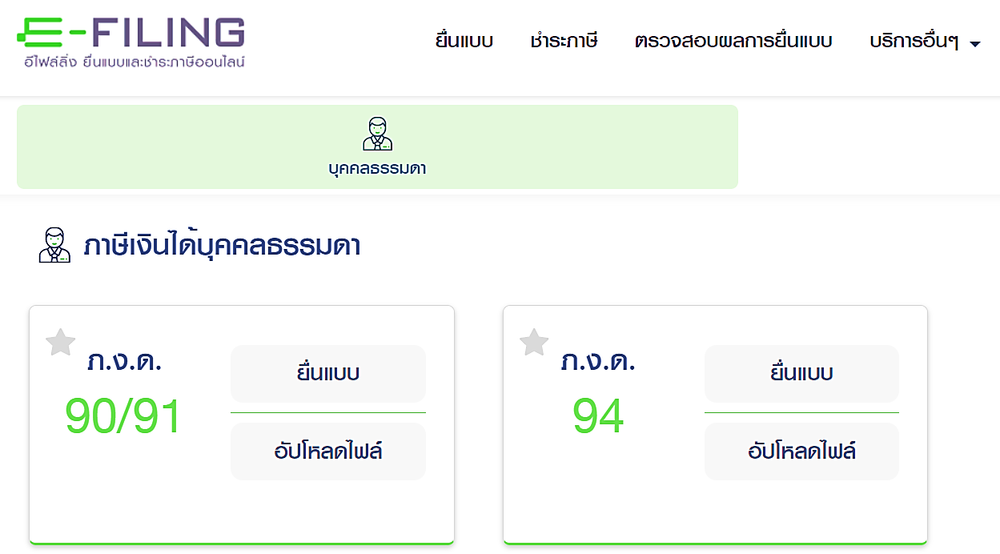 E-FILING
อีไฟล์ลิ่ง ยื่นแบบและชำระภาษีออนไลน์
ยื่นแบบ ชำระภาษี ตรวจสอบผลการยื่นแบบ บริการอื่นๆ
บุคคลธรรมดา
ภาษีเงินได้บุคคลธรรมดา
ภ.ง.ด.
90/91
ยื่นแบบ
อัปโหลดไฟล์
ภ.ง.ด.
94
ยื่นแบบ
อัปโหลดไฟล์